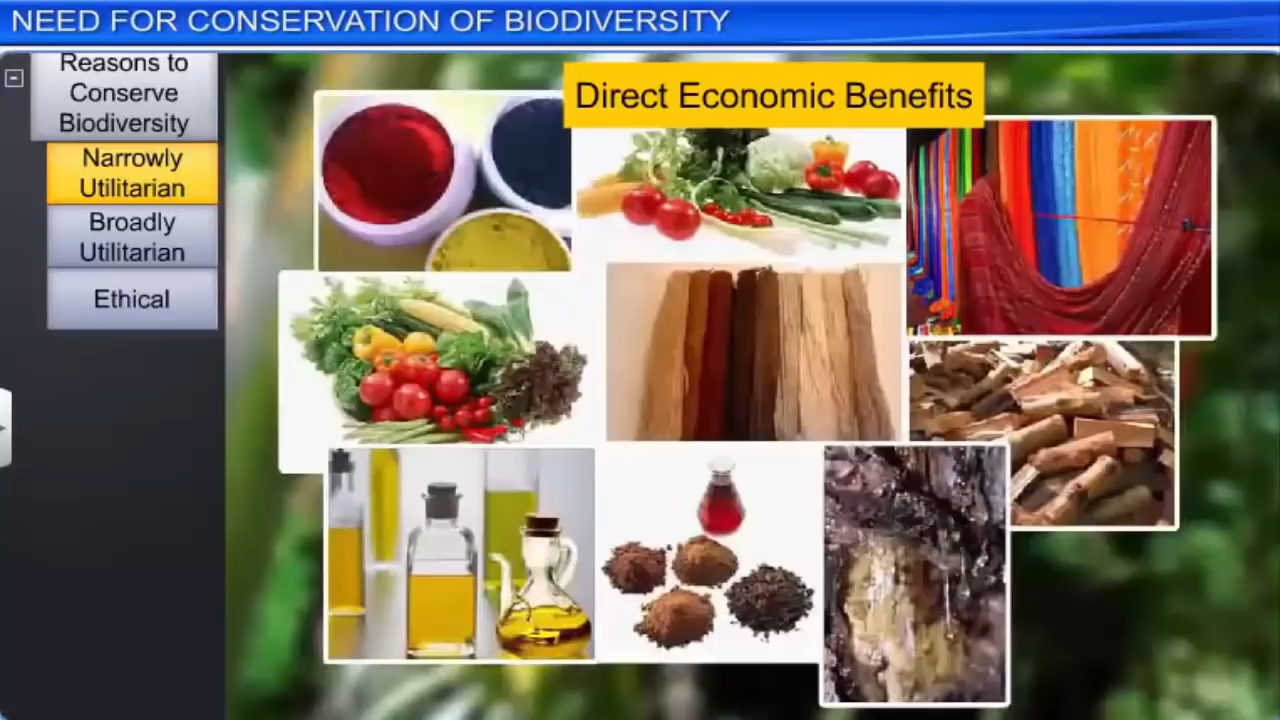 NEED FOR CONSERVATION OF BIODIVERSITY
Reasons to
Conserve
Biodiversity
Narrowly
Utilitarian
Broadly
Utilitarian
Ethical
Direct Economic Benefits